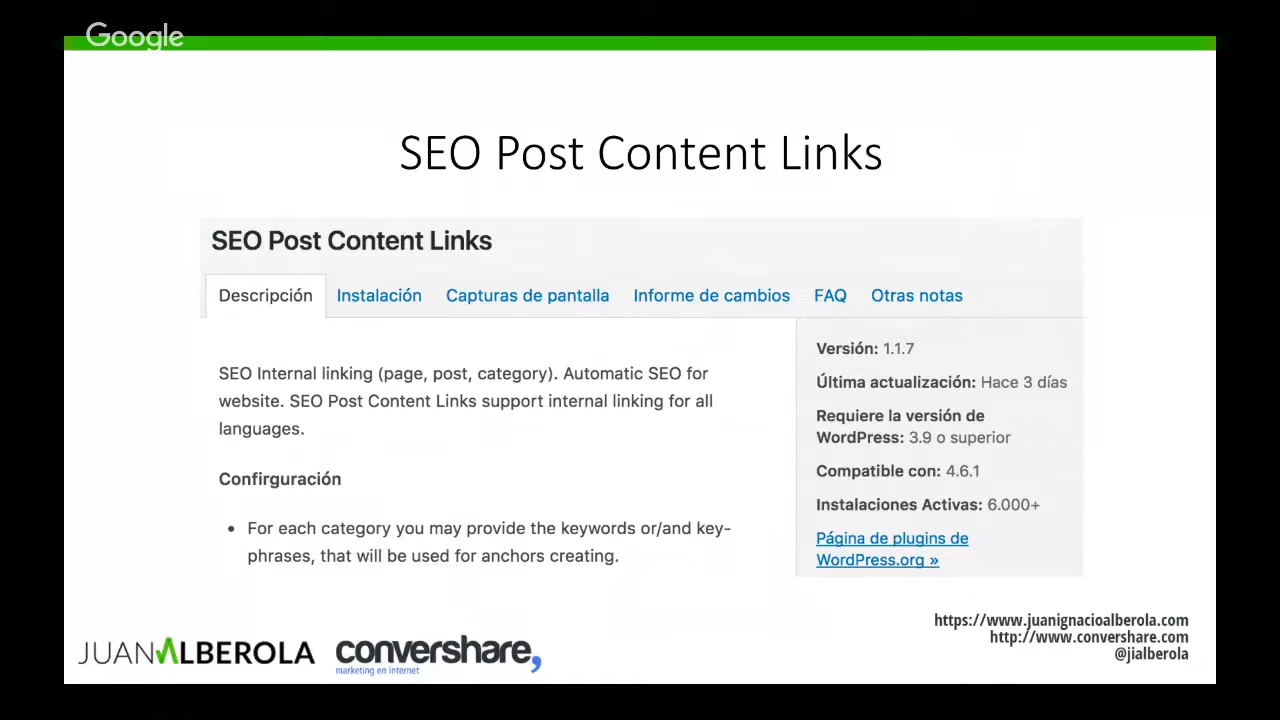 Google
SEO Post Content Links
SEO Post Content Links
Descripción Instalación Capturas de pantalla Informe de cambios FAQ Otras notas
SEO Internal linking (page, post, category). Automatic SEO for
website. SEO Post Content Links support internal linking for all
languages.
Confirguración
• For each category you may provide the keywords or/and key-
phrases, that will be used for anchors creating.
Versión: 1.1.7
Última actualización: Hace 3 días
Requiere la versión de
WordPress: 3.9 o superior
Compatible con: 4.6.1
Instalaciones Activas: 6.000+
Página de plugins de
WordPress.org »
JUANALBEROLA
convershare,
marketing en internet
https://www.juanignacioalberola.com
http://www.convershare.com
@jialberola